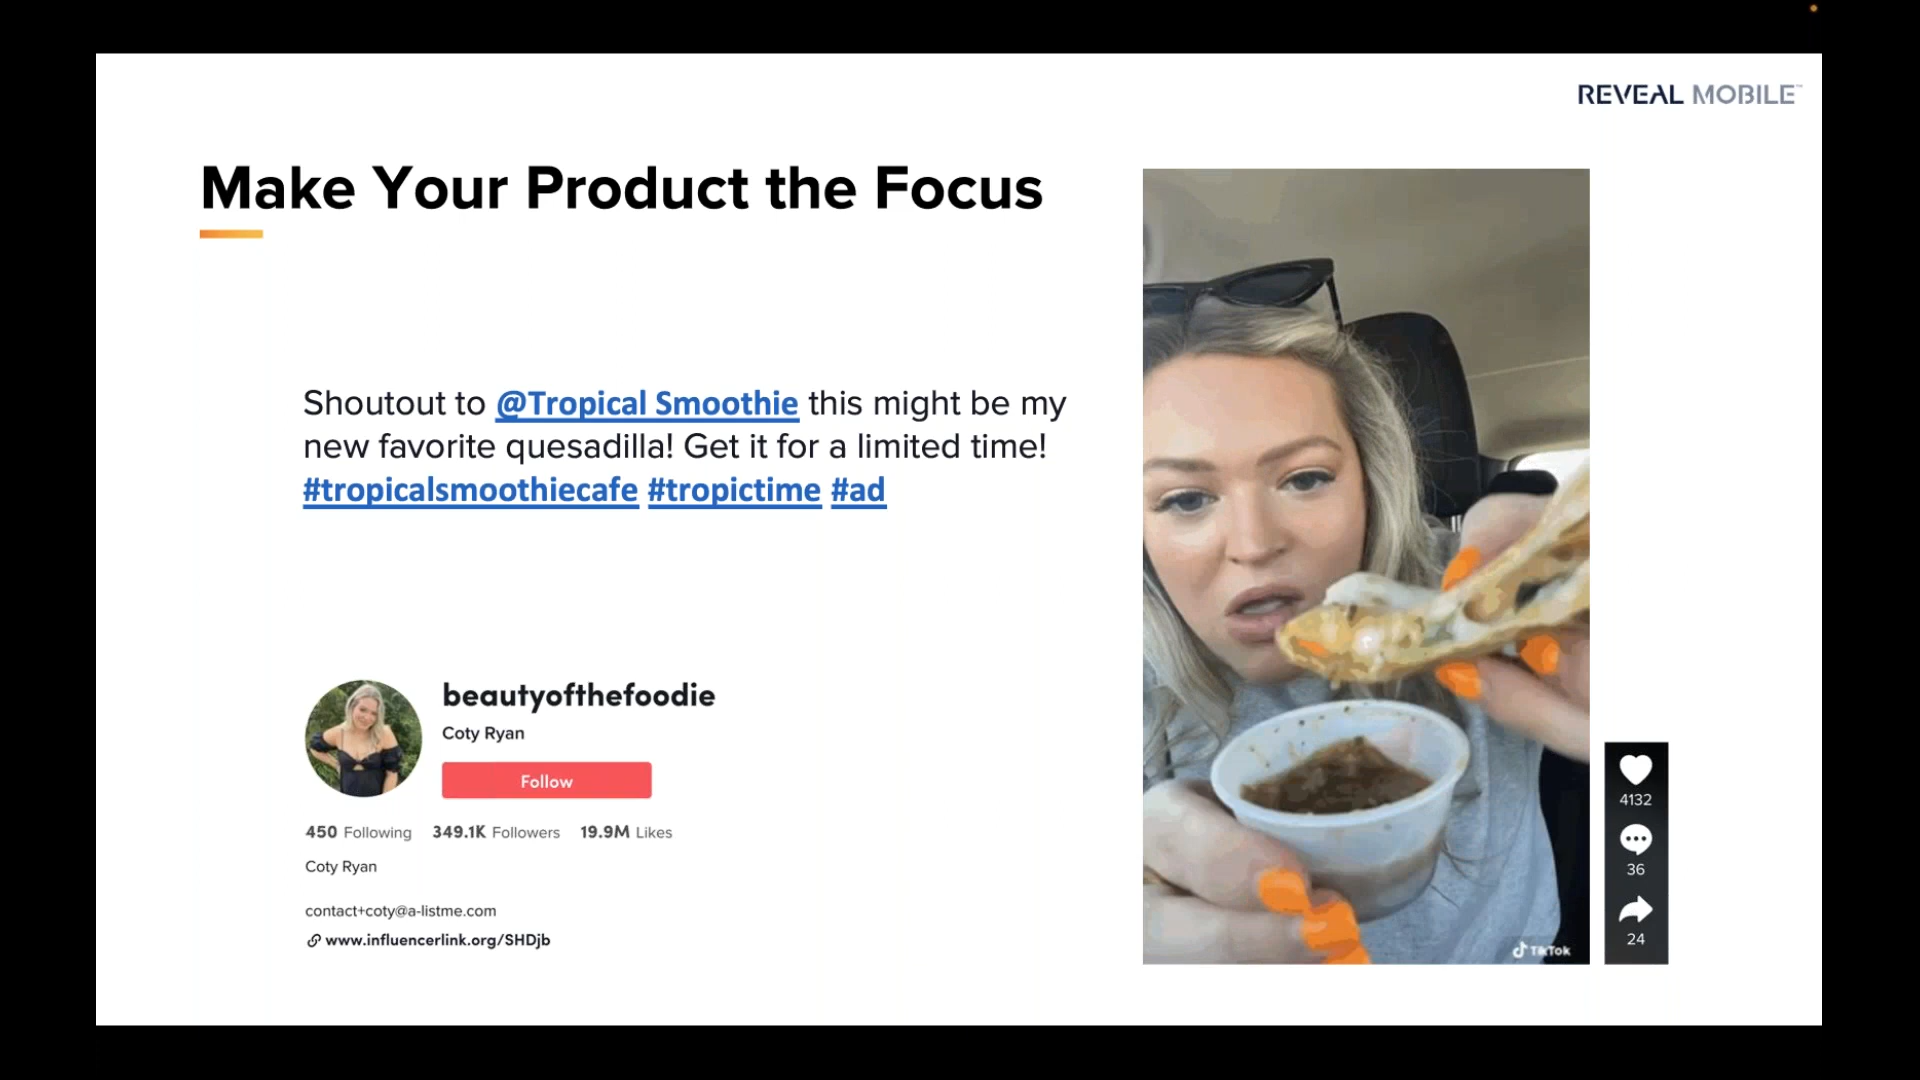 REVEAL MOBILE™
Make Your Product the Focus
Shoutout to @Tropical Smoothie this might be my
new favorite quesadilla! Get it for a limited time!
#tropicalsmoothiecafe #tropictime #ad
beautyofthefoodie
Coty Ryan
Follow
450 Following 349.1K Followers 19.9M Likes
Coty Ryan
contact+coty@a-listme.com
www.influencerlink.org/SHDjb
4132
36
24
TikTok